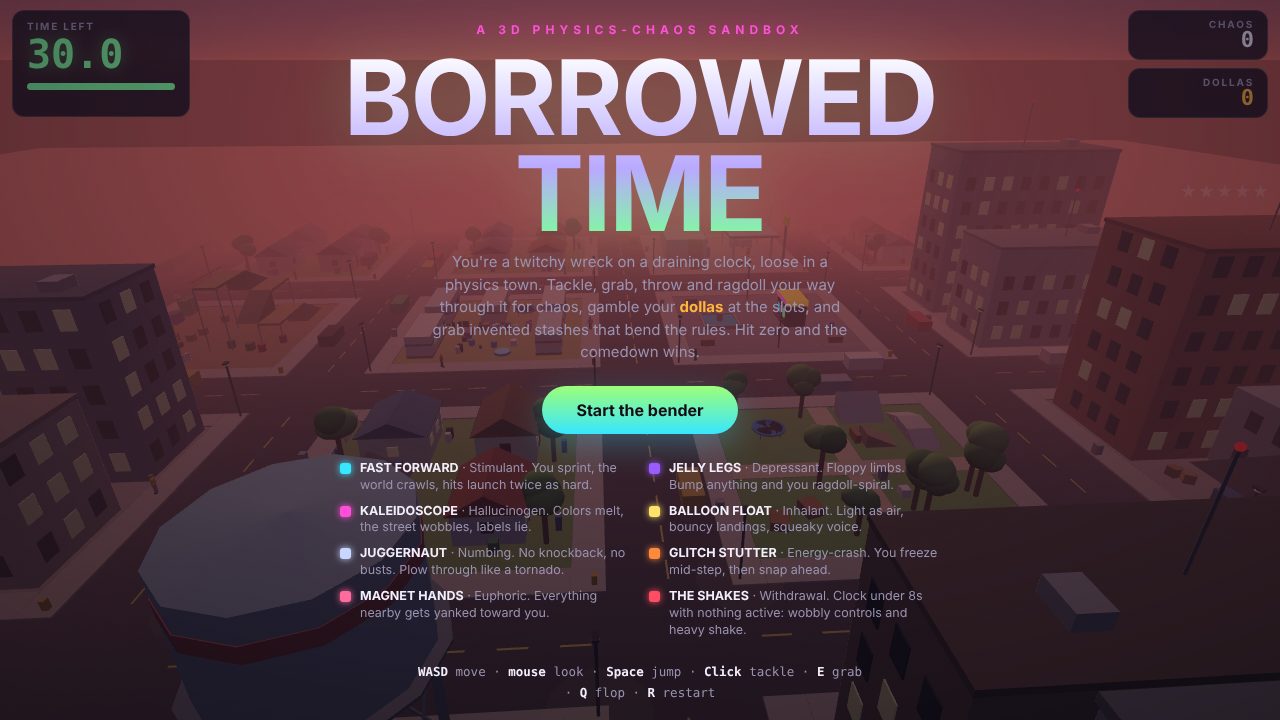 TIME LEFT
30.0
A 3D PHYSICS-CHAOS SANDBOX
CHAOS
0
DOLLAS
0
★★★★★
BORROWED
TIME
You're a twitchy wreck on a draining clock, loose in a
physics town. Tackle, grab, throw and ragdoll your way
through it for chaos, gamble your dollas at the slots, and
grab invented stashes that bend the rules. Hit zero and the
comedown wins.
Start the bender
FAST FORWARD · Stimulant. You sprint, the
world crawls, hits launch twice as hard.
JELLY LEGS · Depressant. Floppy limbs.
Bump anything and you ragdoll-spiral.
KALEIDOSCOPE · Hallucinogen. Colors melt,
the street wobbles, labels lie.
BALLOON FLOAT · Inhalant. Light as air,
bouncy landings, squeaky voice.
JUGGERNAUT · Numbing. No knockback, no
busts. Plow through like a tornado.
GLITCH STUTTER · Energy-crash. You freeze
mid-step, then snap ahead.
MAGNET HANDS · Euphoric. Everything
nearby gets yanked toward you.
THE SHAKES · Withdrawal. Clock under 8s
with nothing active: wobbly controls and
heavy shake.
WASD move · mouse look · Space jump · Click tackle · E grab
· Q flop · R restart